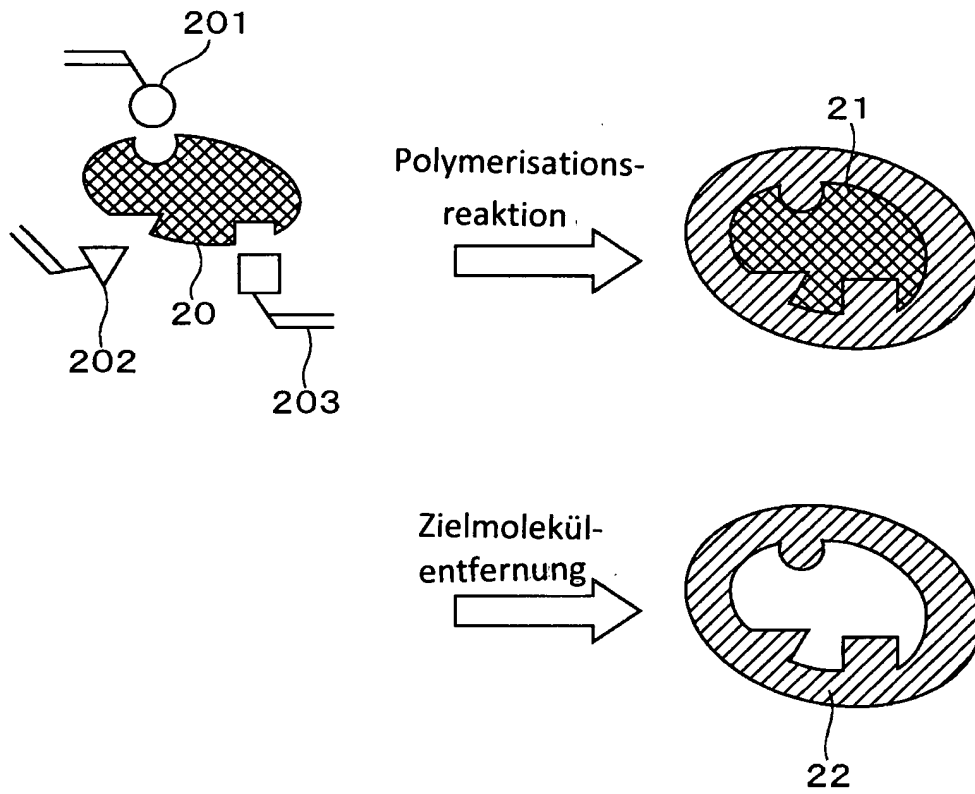 201
20
202
203
Polymerisations-
reaktion
21
Zielmolekül-
entfernung
22